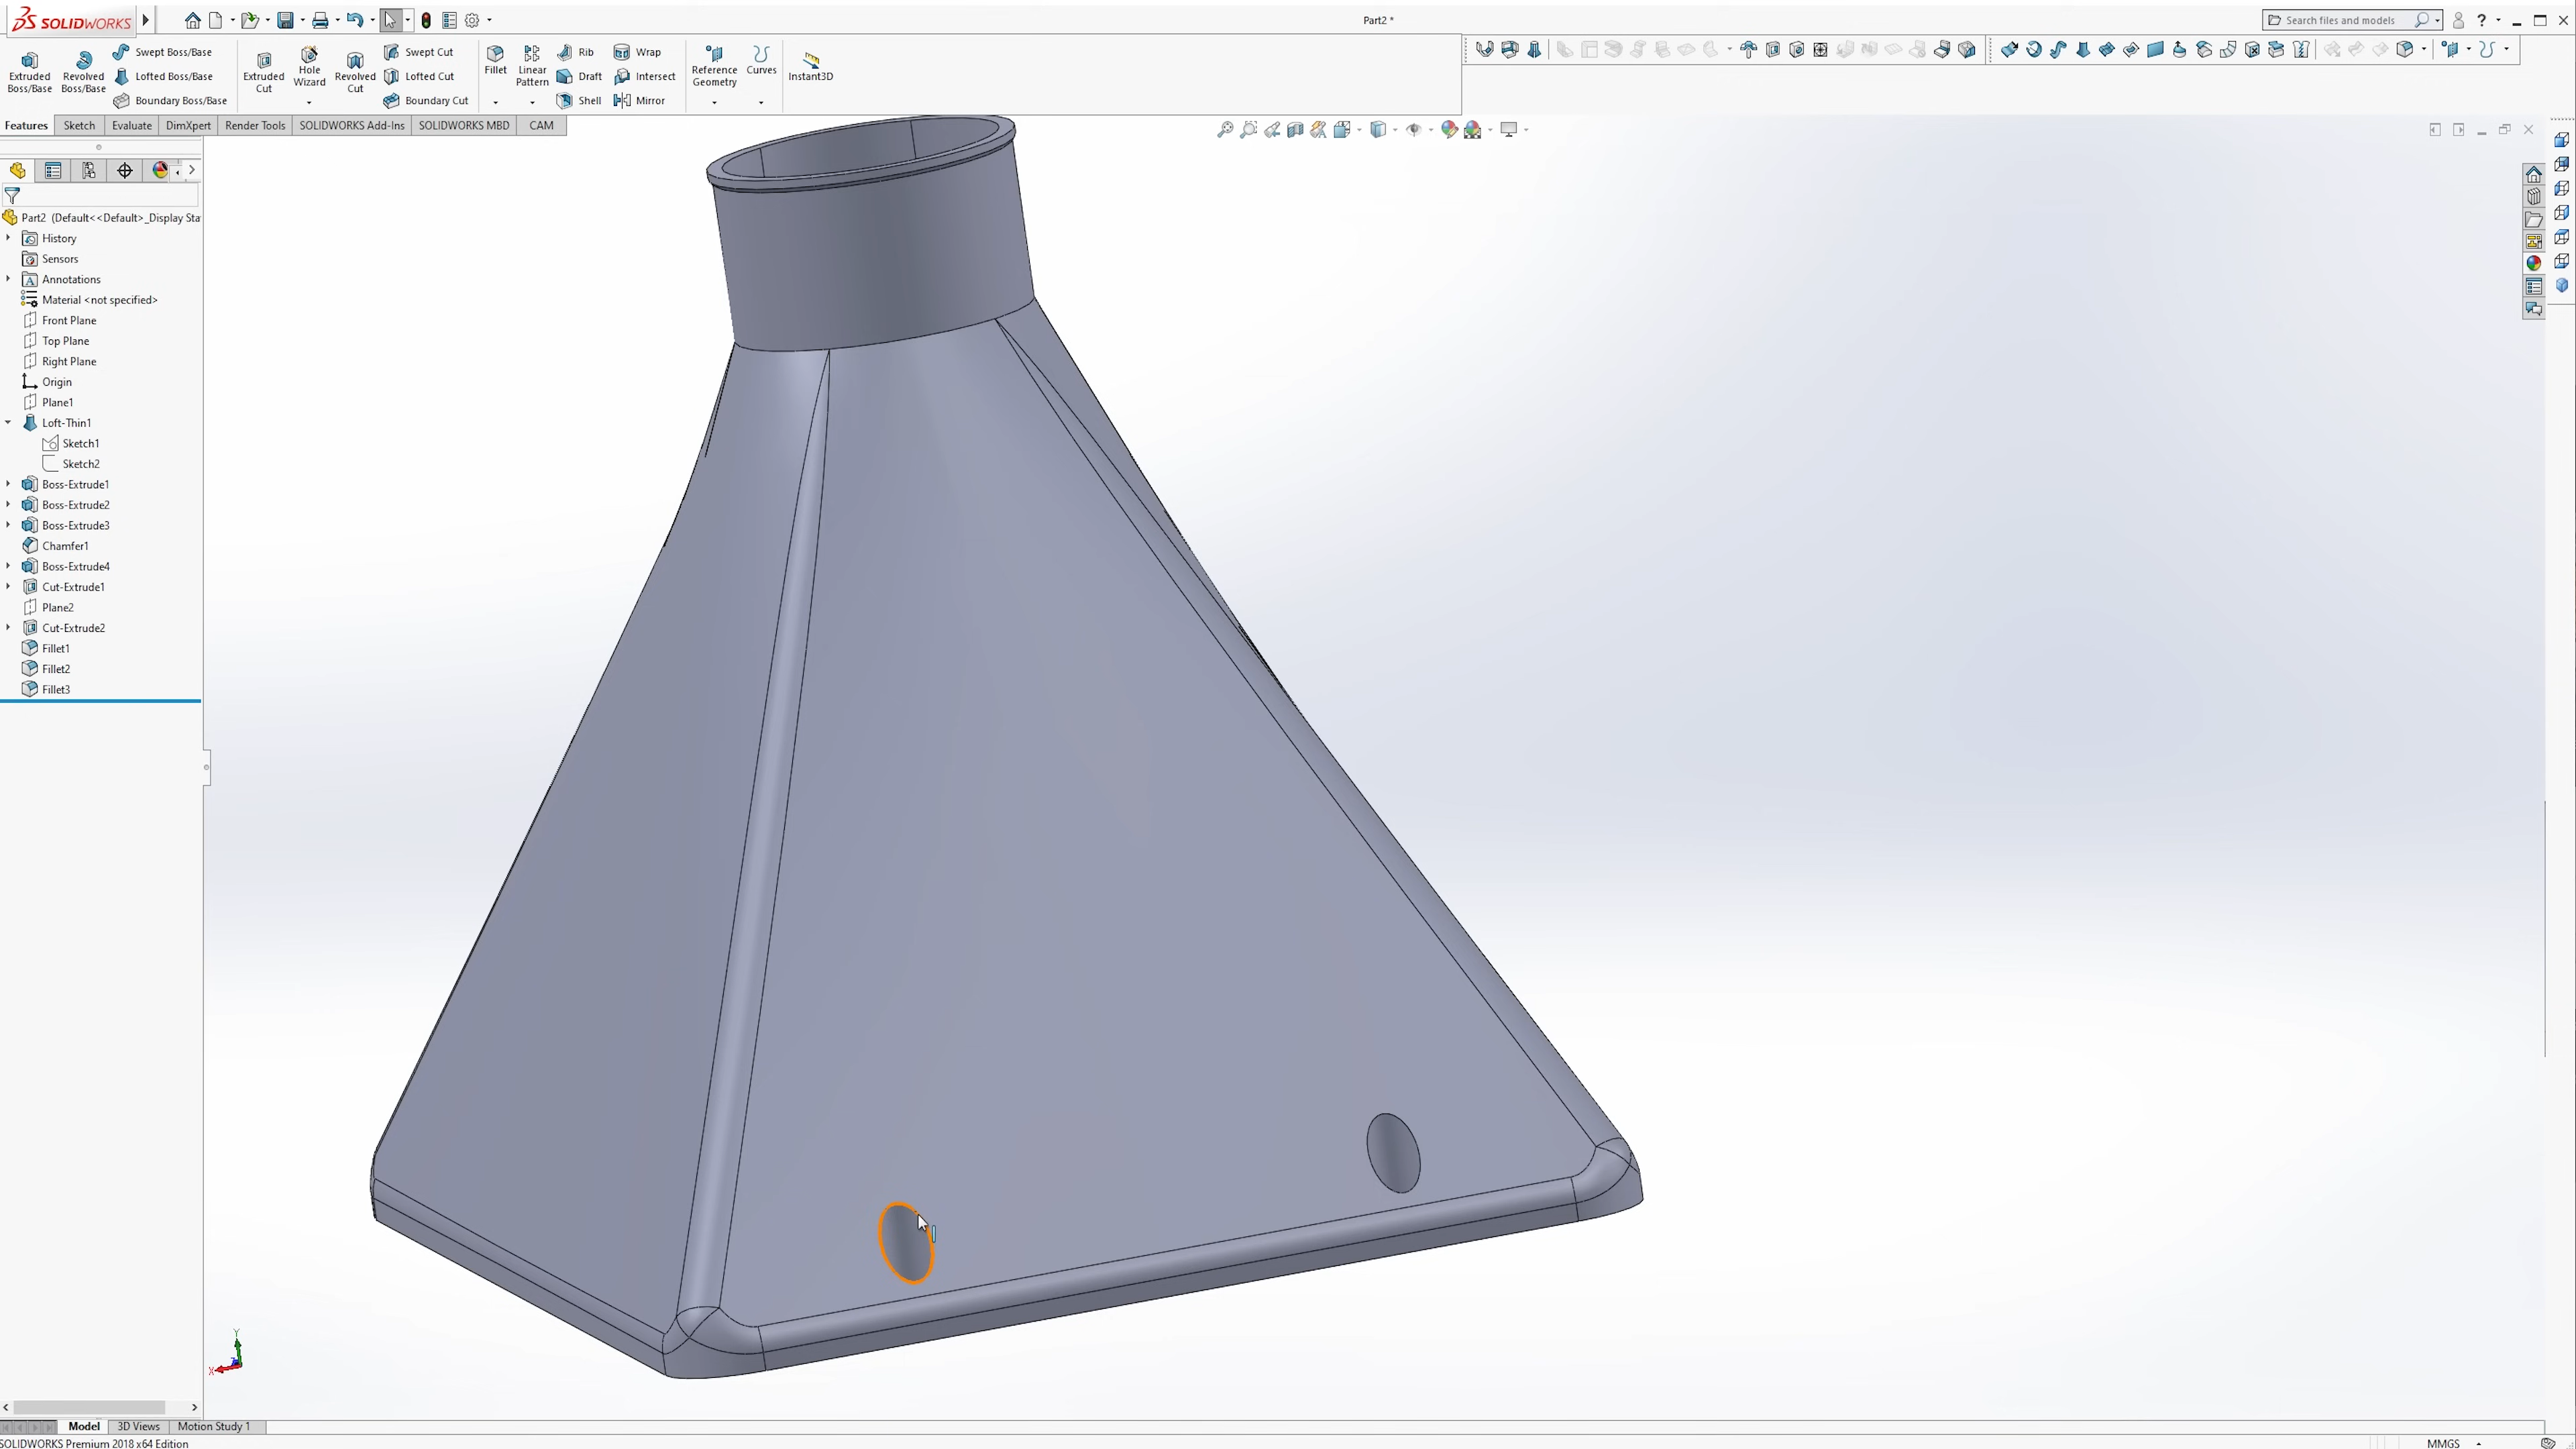 SOLIDWORKS
Part2 *
Search files and models
Extruded Boss/Base
Revolved Boss/Base
Swept Boss/Base
Lofted Boss/Base
Boundary Boss/Base
Extruded Cut
Hole Wizard
Revolved Cut
Swept Cut
Lofted Cut
Boundary Cut
Fillet
Linear Pattern
Rib
Draft
Shell
Wrap
Intersect
Mirror
Reference Geometry
Curves
Instant3D
Features
Sketch
Evaluate
DimXpert
Render Tools
SOLIDWORKS Add-Ins
SOLIDWORKS MBD
CAM
Part2 (Default<<Default>_Display Sta
History
Sensors
Annotations
Material <not specified>
Front Plane
Top Plane
Right Plane
Origin
Plane1
Loft-Thin1
Sketch1
Sketch2
Boss-Extrude1
Boss-Extrude2
Boss-Extrude3
Chamfer1
Boss-Extrude4
Cut-Extrude1
Plane2
Cut-Extrude2
Fillet1
Fillet2
Fillet3
Y
X
Model
3D Views
Motion Study 1
SOLIDWORKS Premium 2018 x64 Edition
MMGS